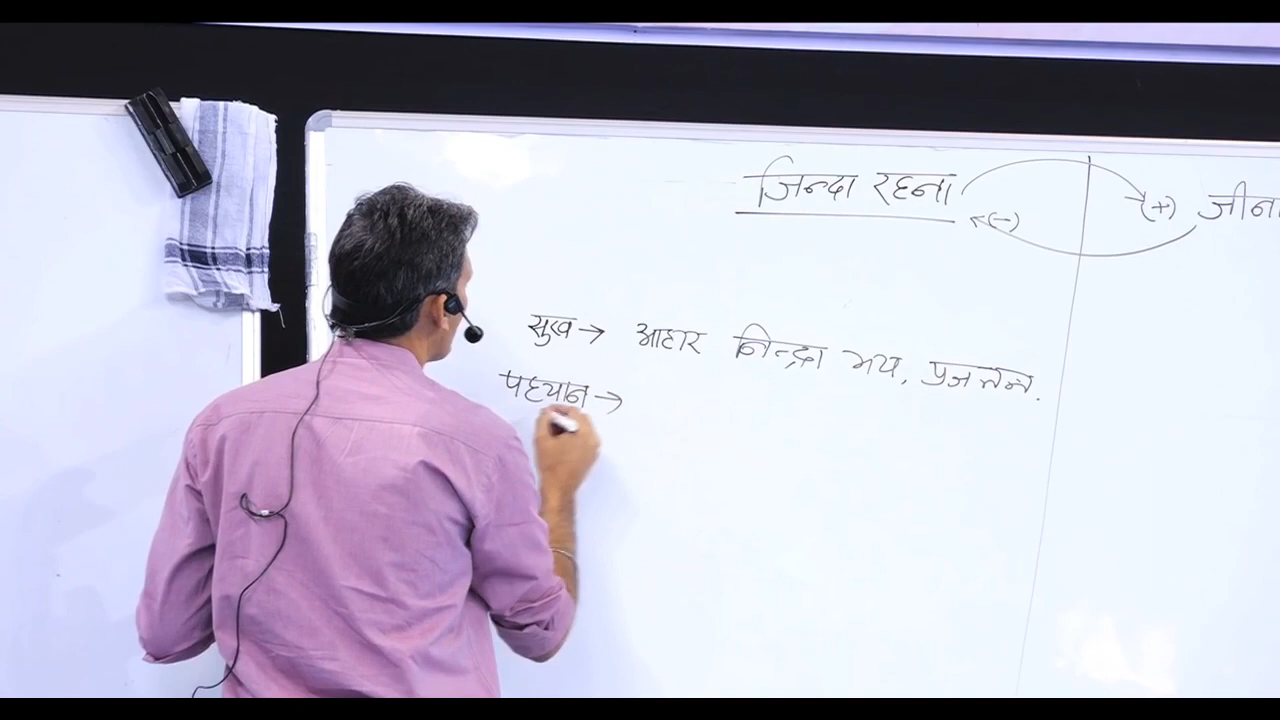 जिन्दा रहना (+) जीना
(-)
सुख → आहार निन्द्रा भय, प्रजनन.
पहचान →